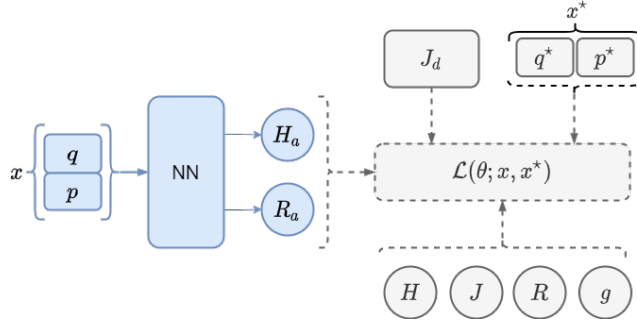 x
q
p
NN
H_a
R_a
J_d
x^⋆
q^⋆ p^⋆
ℒ(θ; x, x^⋆)
H J R g